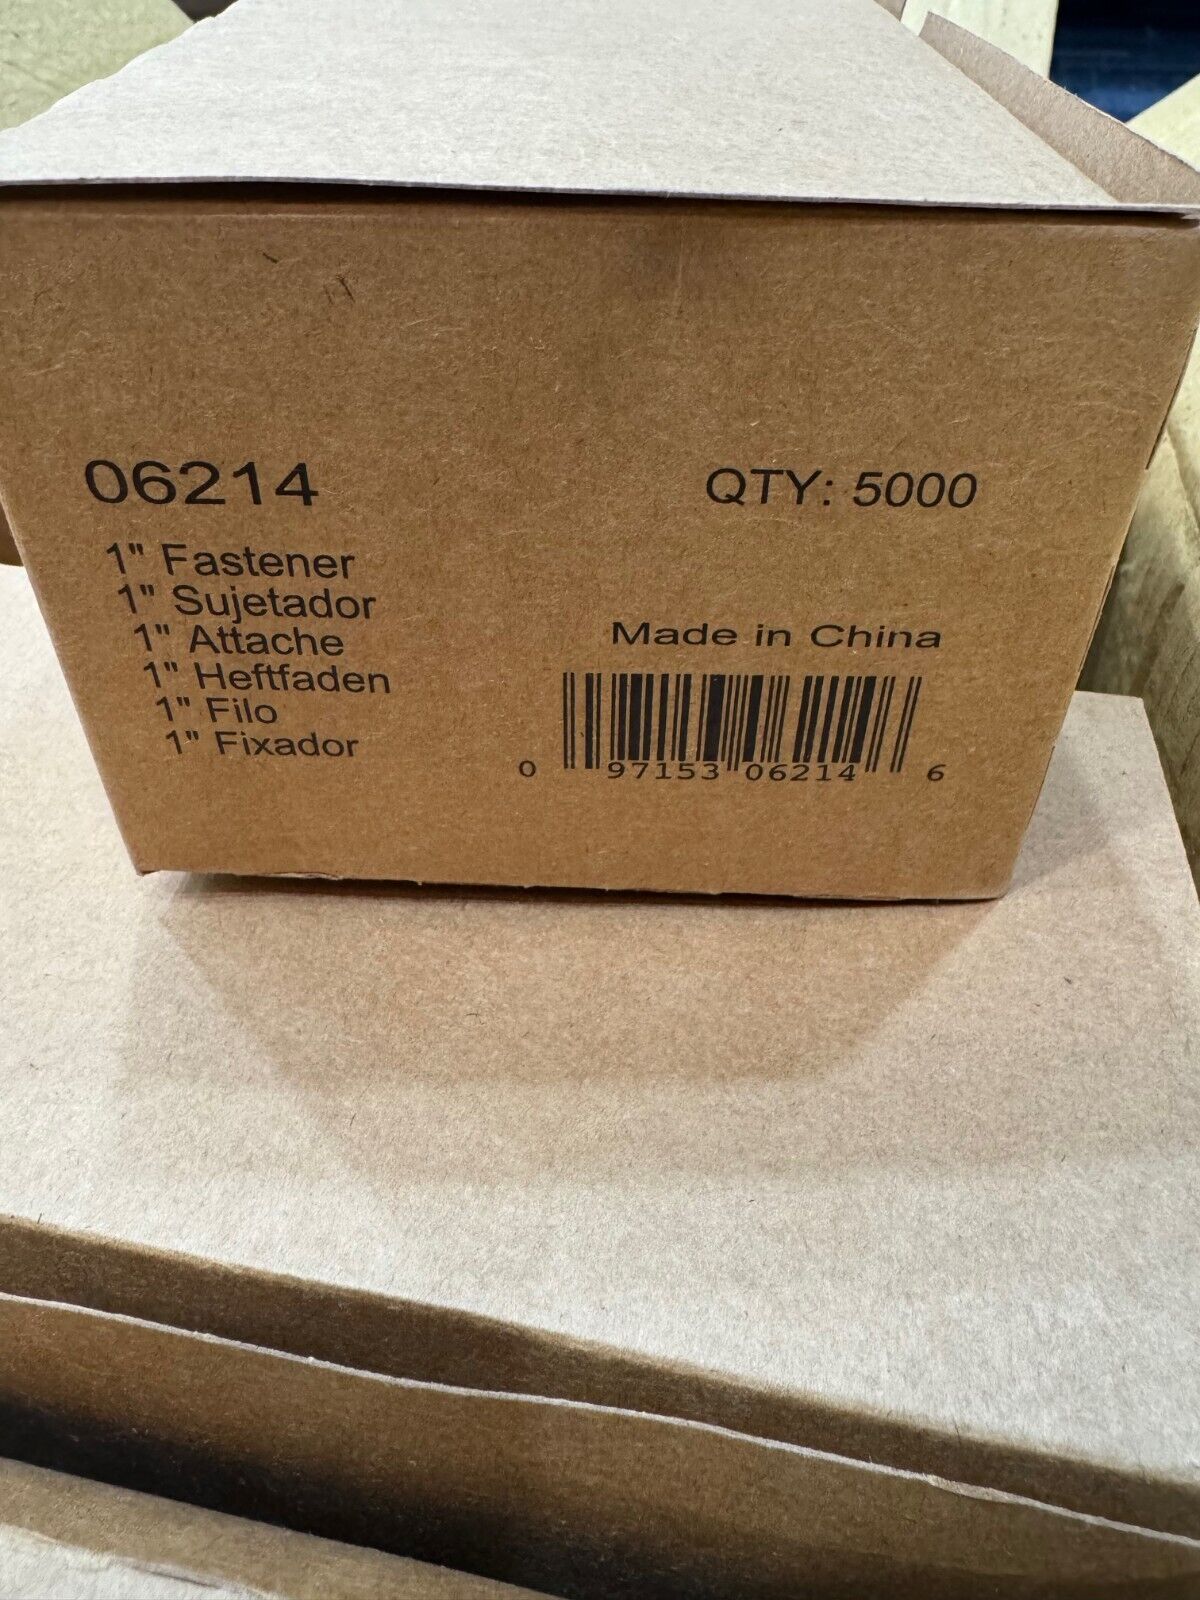 06214
QTY: 5000
1" Fastener
1" Sujetador
1" Attache
1" Heftfaden
1" Filo
1" Fixador
Made in China
0 97153 06214 6